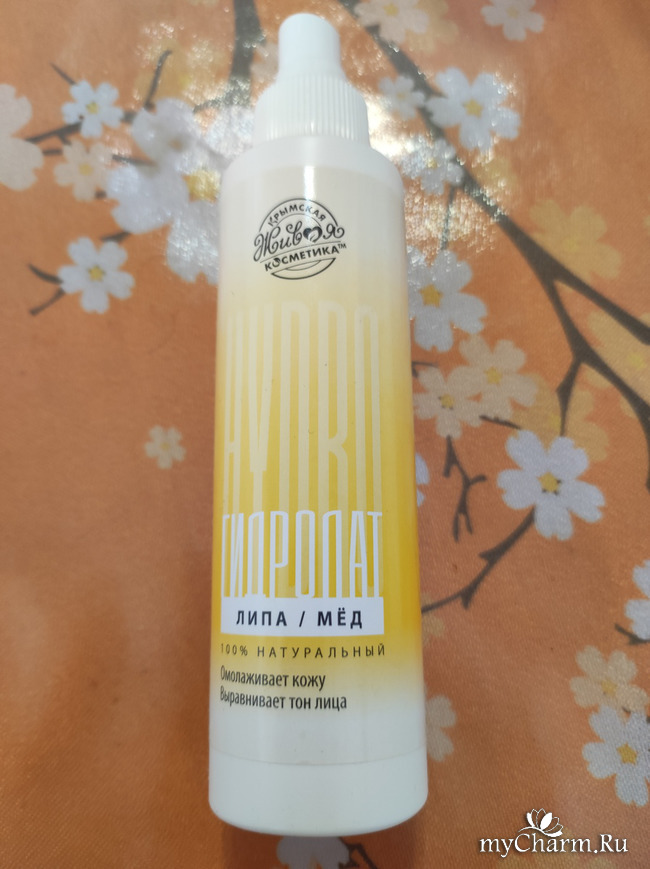 КРЫМСКАЯ
Живая
КОСМЕТИКА™
HYDRO
ГИДРОЛАТ
ЛИПА / МЁД
100% НАТУРАЛЬНЫЙ
Омолаживает кожу
Выравнивает тон лица
myCharm.Ru